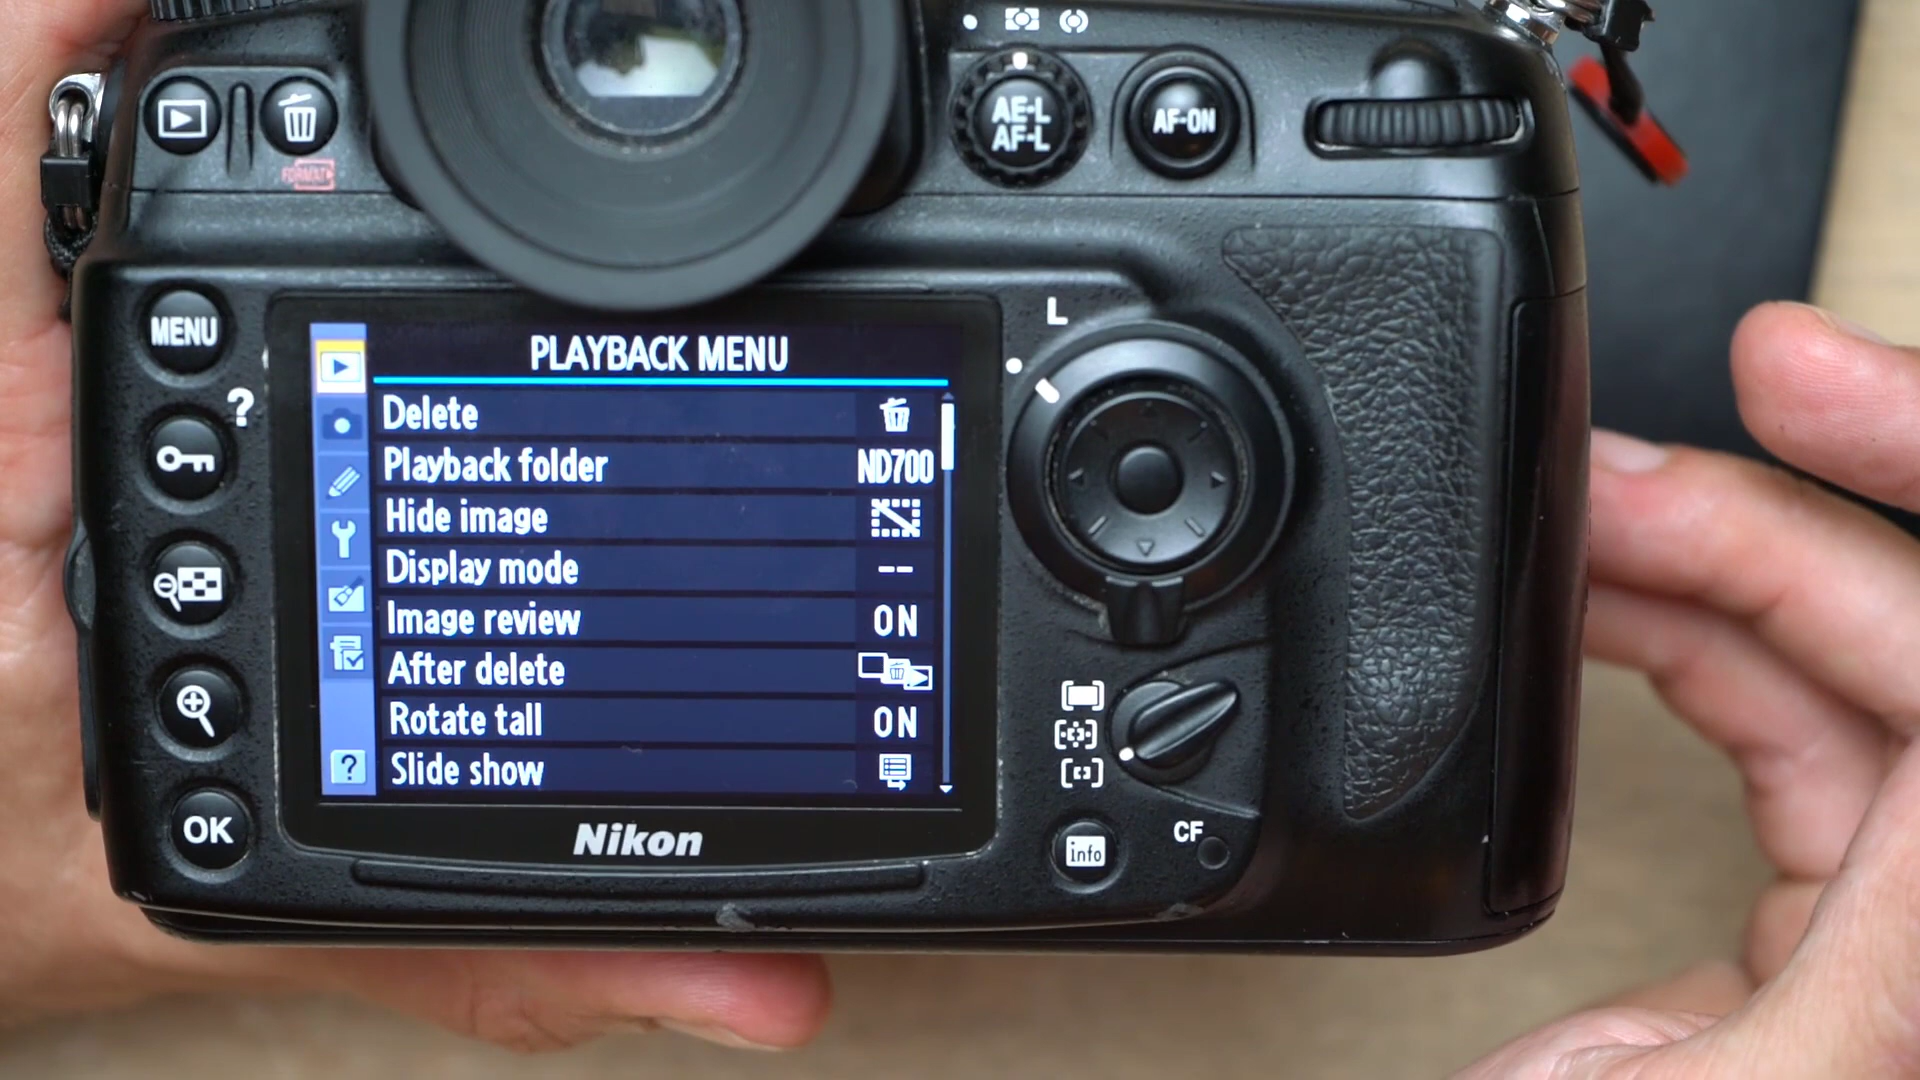 AE-L
AF-L
AF-ON
FORMAT
MENU
?
L
PLAYBACK MENU
Delete
Playback folder ND700
Hide image
Display mode --
Image review ON
After delete
Rotate tall ON
Slide show
?
OK
Nikon
info
CF